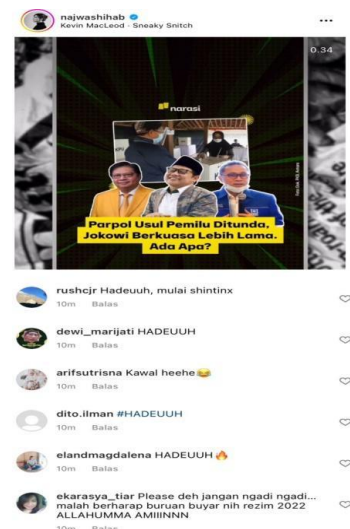 najwashihab
Kevin MacLeod · Sneaky Snitch
0.34
narasi
Parpol Usul Pemilu Ditunda,
Jokowi Berkuasa Lebih Lama.
Ada Apa?
rushcjr Hadeuuh, mulai shintinx
10m Balas
dewi_marijati HADEUUH
10m Balas
arifsutrisna Kawal heehe😂
10m Balas
dito.ilman #HADEUUH
10m Balas
elandmagdalena HADEUUH🔥
10m Balas
ekarasya_tiar Please deh jangan ngadi ngadi...
malah berharap buruan buyar nih rezim 2022
ALLAHUMMA AMIIINNN
10m Balas